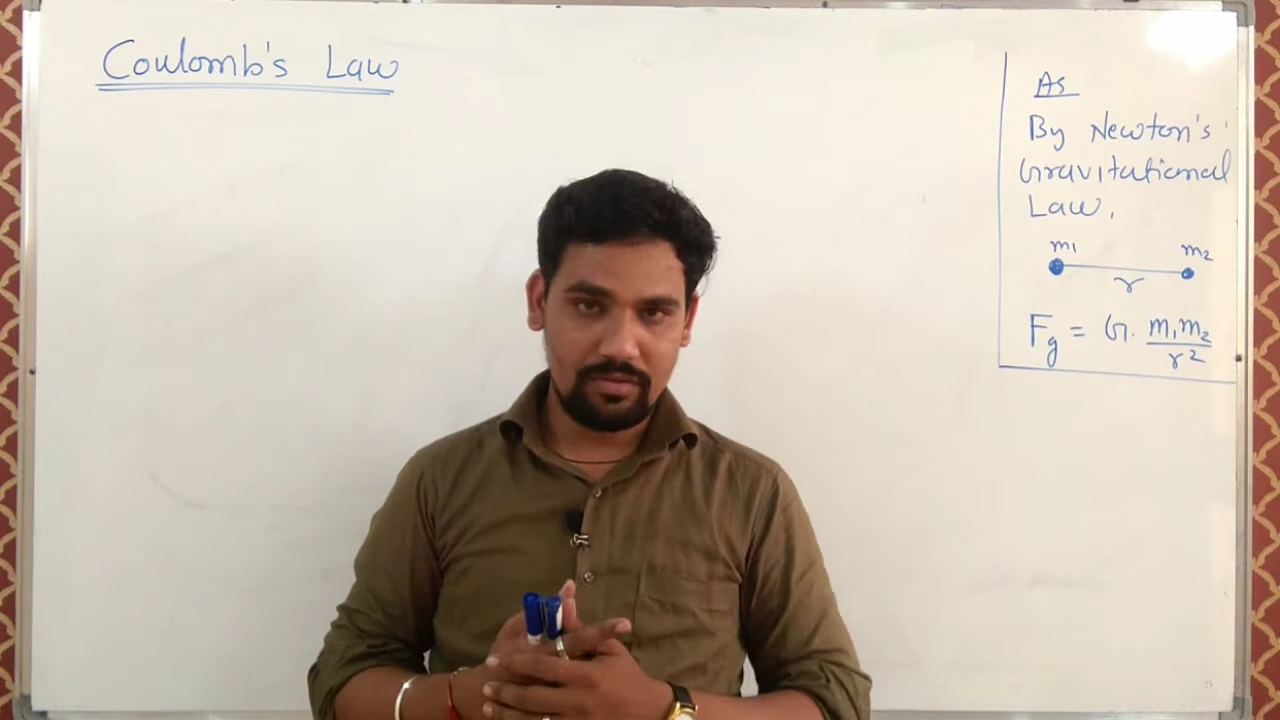 Coulomb's Law
As
By Newton's
Gravitational
Law,
m1 m2
r
Fg = G. m1m2/r²